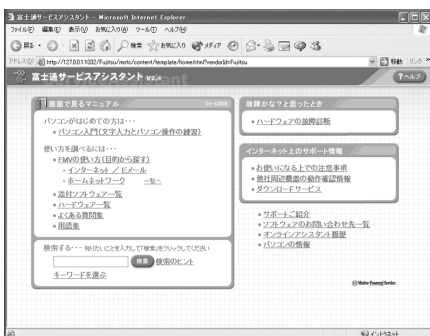 富士通サービスアシスタント - Microsoft Internet Explorer
ファイル(F) 編集(E) 表示(V) お気に入り(A) ツール(T) ヘルプ(H)
戻る 検索 お気に入り メディア
アドレス(D) http://127.0.0.1:1032/Fujitsu/mots/content/template/home.htm?vendorId=Fujitsu 移動 リンク
富士通サービスアシスタント V2.0 ?ヘルプ
画面で見るマニュアル
パソコンがはじめての方は・・・
パソコン入門(文字入力とパソコン操作の練習)
使い方を調べるには・・・
FMVの使い方(目的から探す)
インターネット / Eメール
ホームネットワーク 一覧へ
添付ソフトウェア一覧
ハードウェア一覧
よくある質問集
用語集
検索する・・・ 知りたいことを入力して「検索」をクリックしてください
検索 検索のヒント
キーワードを選ぶ
故障かな?と思ったとき
ハードウェアの故障診断
インターネット上のサポート情報
お使いになる上での注意事項
他社周辺機器の動作確認情報
ダウンロードサービス
サポートご紹介
ソフトウェアのお問い合わせ先一覧
オンラインアシスタント履歴
パソコンの情報
Motive Powered Service
イントラネット